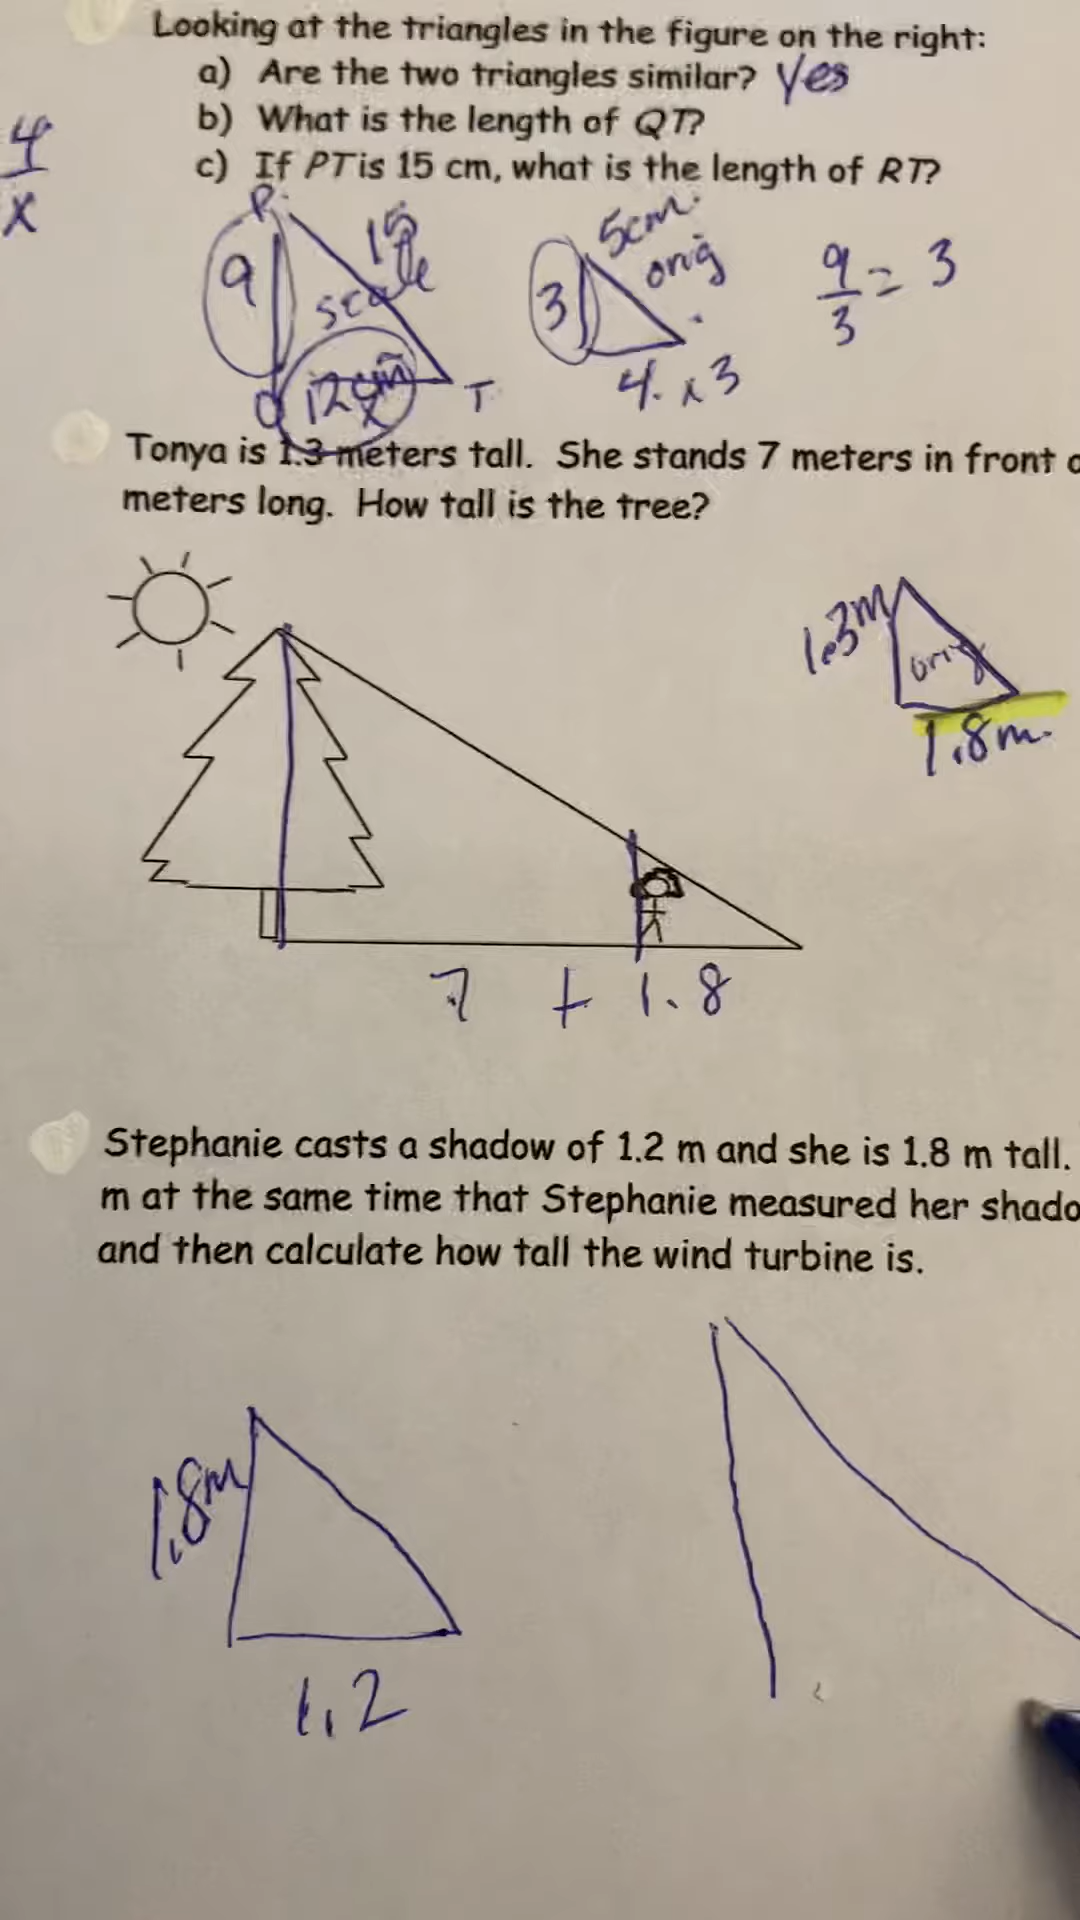 Looking at the triangles in the figure on the right:
a) Are the two triangles similar? Yes
b) What is the length of QT?
c) If PT is 15 cm, what is the length of RT?
4
x
P
9
15
scale
12cm
x
Q
T
5cm
orig
3
4. x 3
9
3
= 3
Tonya is 1.3 meters tall. She stands 7 meters in front
meters long. How tall is the tree?
1.3m
orig
1.8m.
7 + 1.8
Stephanie casts a shadow of 1.2 m and she is 1.8 m tall.
m at the same time that Stephanie measured her shado
and then calculate how tall the wind turbine is.
1.8m
1.2